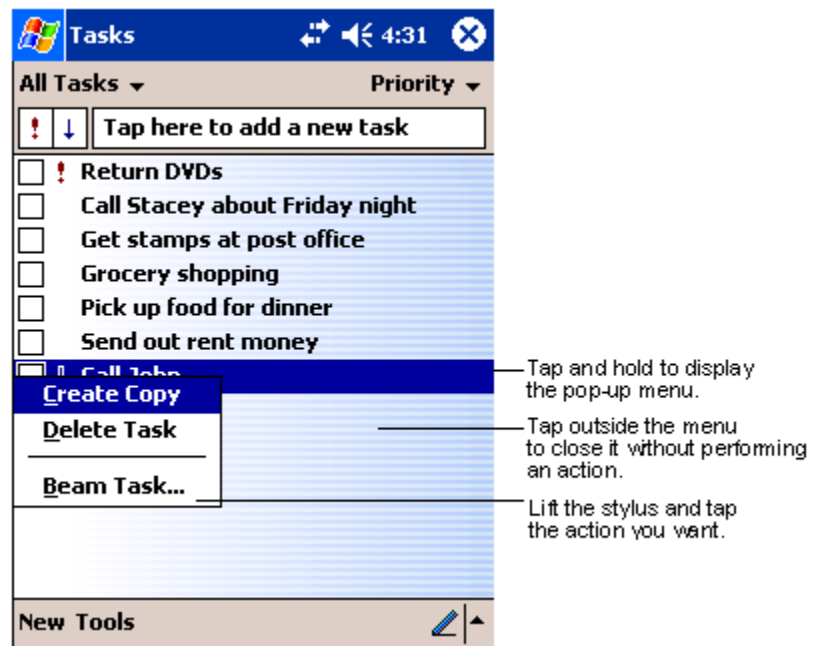 Tasks 4:31
All Tasks Priority
Tap here to add a new task
Return DVDs
Call Stacey about Friday night
Get stamps at post office
Grocery shopping
Pick up food for dinner
Send out rent money
Call John
Create Copy
Delete Task
Beam Task...
Tap and hold to display
the pop-up menu.
Tap outside the menu
to close it without performing
an action.
Lift the stylus and tap
the action you want.
New Tools